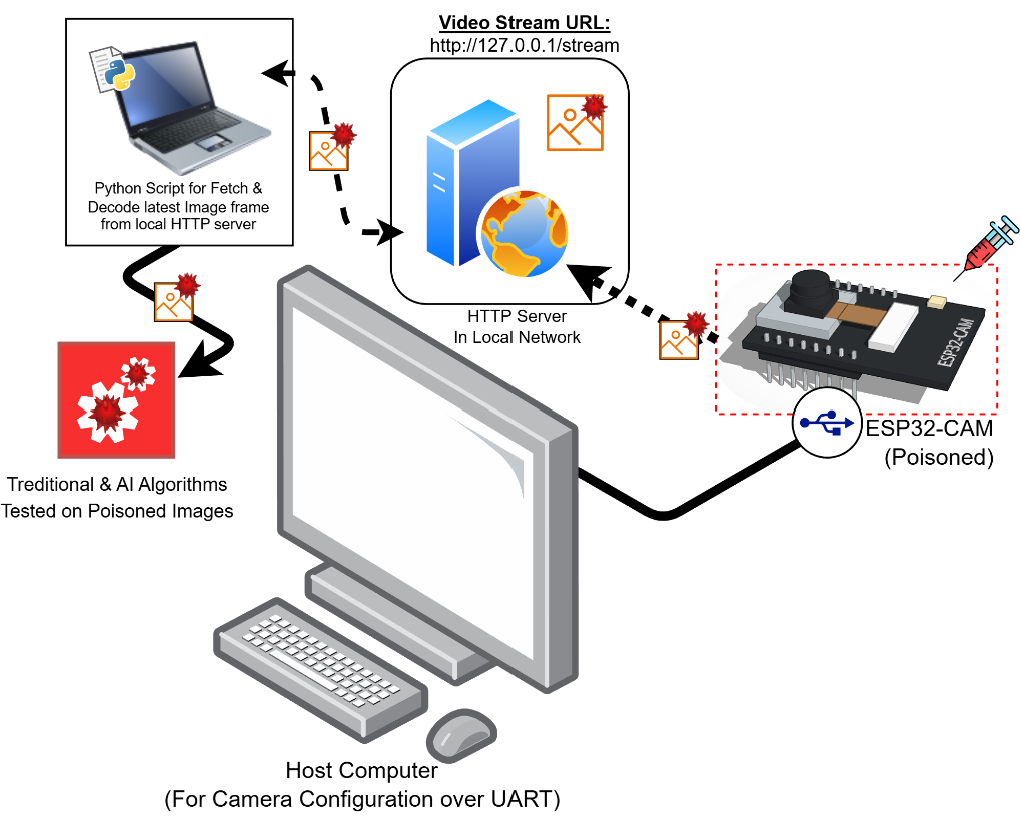 Video Stream URL:
http://127.0.0.1/stream
Python Script for Fetch &
Decode latest Image frame
from local HTTP server
HTTP Server
In Local Network
ESP32-CAM
ESP32-CAM
(Poisoned)
Treditional & AI Algorithms
Tested on Poisoned Images
Host Computer
(For Camera Configuration over UART)